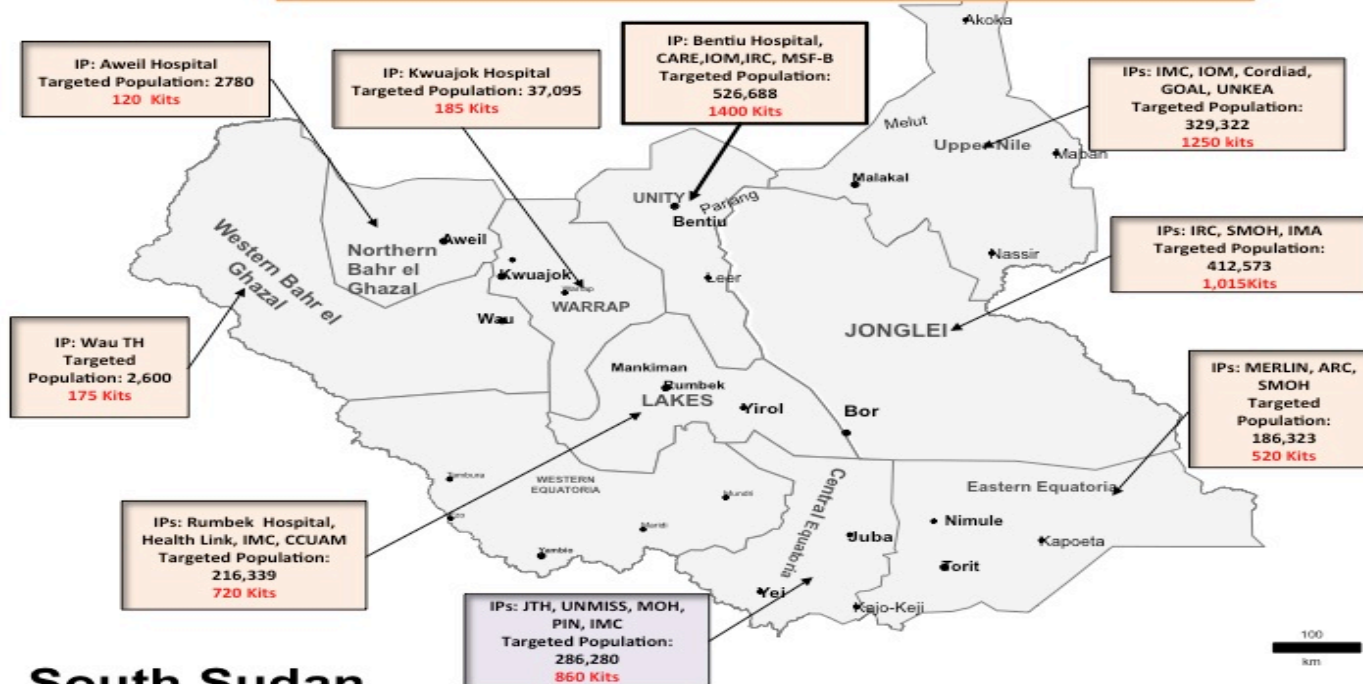 Akoka
IP: Aweil Hospital
Targeted Population: 2780
120 Kits
IP: Kwuajok Hospital
Targeted Population: 37,095
185 Kits
IP: Bentiu Hospital,
CARE,IOM,IRC, MSF-B
Targeted Population:
526,688
1400 Kits
IPs: IMC, IOM, Cordiad,
GOAL, UNKEA
Targeted Population:
329,322
1250 kits
Melut
Upper Nile
Maban
Malakal
UNITY
Pariang
Bentiu
Western Bahr el
Ghazal
Northern
Bahr el
Ghazal
Aweil
Kwuajok
Warrap
WARRAP
Wau
Leer
Nassir
IPs: IRC, SMOH, IMA
Targeted Population:
412,573
1,015Kits
JONGLEI
IP: Wau TH
Targeted
Population: 2,600
175 Kits
Mankiman
Rumbek
LAKES
Yirol
Bor
IPs: MERLIN, ARC,
SMOH
Targeted
Population:
186,323
520 Kits
Tambura
WESTERN
EQUATORIA
Mundri
Maridi
Yambio
Central Equatoria
Eastern Equatoria
Nimule
Juba
Kapoeta
Torit
Yei
Kajo-Keji
IPs: Rumbek Hospital,
Health Link, IMC, CCUAM
Targeted Population:
216,339
720 Kits
IPs: JTH, UNMISS, MOH,
PIN, IMC
Targeted Population:
286,280
860 Kits
100
km
South Sudan